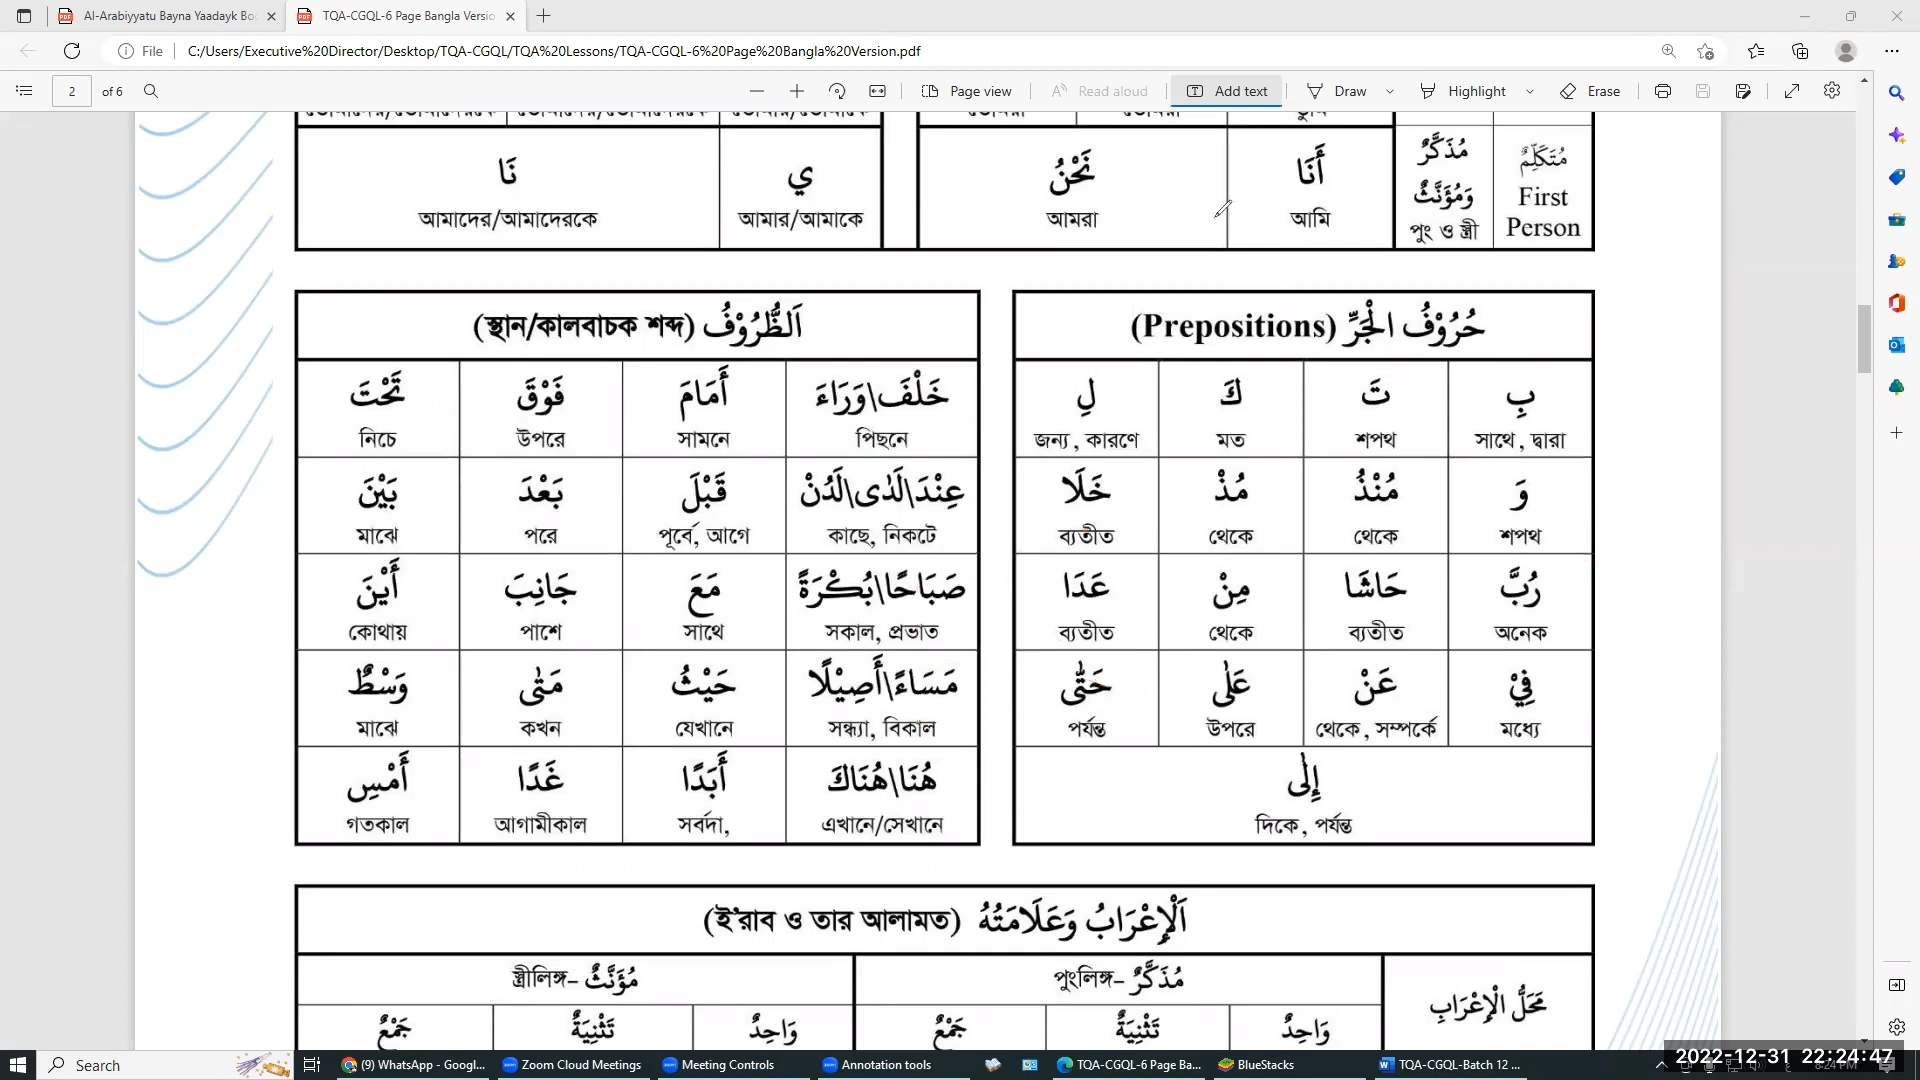 Al-Arabiyyatu Bayna Yaadayk Bo
TQA-CGQL-6 Page Bangla Versio
File
C:/Users/Executive%20Director/Desktop/TQA-CGQL/TQA%20Lessons/TQA-CGQL-6%20Page%20Bangla%20Version.pdf
2 of 6
Page view
Read aloud
Add text
Draw
Highlight
Erase
مُتَكَلِّمٌ First Person
مُذَكَّرٌ وَمُؤَنَّثٌ পুং ও স্ত্রী
أَنَا আমি
نَحْنُ আমরা
ي আমার/আমাকে
نَا আমাদের/আমাদেরকে
حُرُوْفُ الْجَرِّ (Prepositions)
بِ تَ كَ لِ
সাথে, দ্বারা শপথ মত জন্য, কারণে
وَ مُنْذُ مُذْ خَلَا
শপথ থেকে থেকে ব্যতীত
رُبَّ حَاشَا مِنْ عَدَا
অনেক ব্যতীত থেকে ব্যতীত
فِيْ عَنْ عَلٰى حَتّٰى
মধ্যে থেকে, সম্পর্কে উপরে পর্যন্ত
إِلٰى
দিকে, পর্যন্ত
اَلظُّرُوْفُ (স্থান/কালবাচক শব্দ)
خَلْفَ\وَرَاءَ أَمَامَ فَوْقَ تَحْتَ
পিছনে সামনে উপরে নিচে
عِنْدَ\لَدٰى\لَدُنْ قَبْلَ بَعْدَ بَيْنَ
কাছে, নিকটে পূর্বে, আগে পরে মাঝে
صَبَاحًا\بُكْرَةً مَعَ جَانِبَ أَيْنَ
সকাল, প্রভাত সাথে পাশে কোথায়
مَسَاءً\أَصِيْلًا حَيْثُ مَتٰى وَسْطٌ
সন্ধ্যা, বিকাল যেখানে কখন মাঝে
هُنَا\هُنَاكَ أَبَدًا غَدًا أَمْسِ
এখানে/সেখানে সর্বদা, আগামীকাল গতকাল
اَلْإِعْرَابُ وَعَلَامَتُهُ (ই'রাব ও তার আলামত)
مَحَلُّ الْإِعْرَابِ
পুংলিঙ্গ- مُذَكَّرٌ
স্ত্রীলিঙ্গ- مُؤَنَّثٌ
وَاحِدٌ تَثْنِيَةٌ جَمْعٌ وَاحِدٌ تَثْنِيَةٌ جَمْعٌ
Search
(9) WhatsApp - Googl...
Zoom Cloud Meetings
Meeting Controls
Annotation tools
TQA-CGQL-6 Page Ba...
BlueStacks
TQA-CGQL-Batch 12 ...
2022-12-31 22:24:47